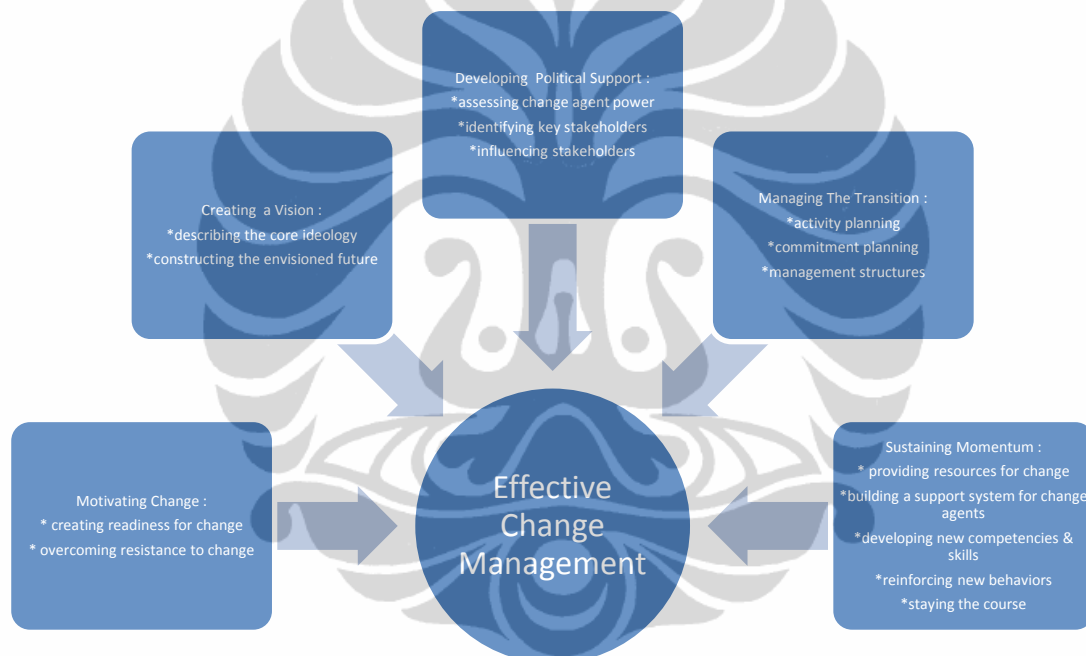 Developing Political Support :
*assessing change agent power
*identifying key stakeholders
*influencing stakeholders
Creating a Vision :
*describing the core ideology
*constructing the envisioned future
Managing The Transition :
*activity planning
*commitment planning
*management structures
Motivating Change :
* creating readiness for change
* overcoming resistance to change
Effective
Change
Management
Sustaining Momentum :
* providing resources for change
*building a support system for change
agents
*developing new competencies &
skills
*reinforcing new behaviors
*staying the course